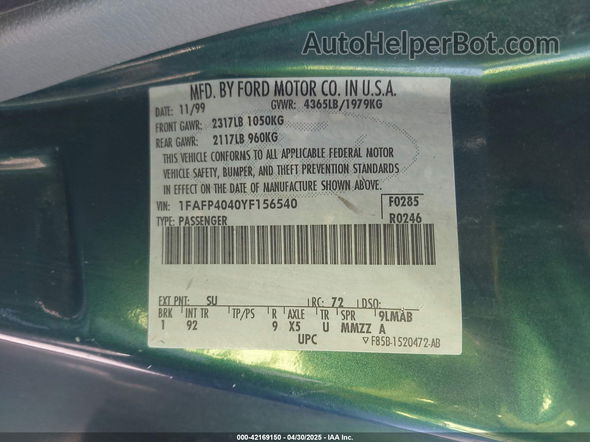 AutoHelperBot.com
MFD. BY FORD MOTOR CO. IN U.S.A.
DATE: 11/99 GVWR: 4365LB/1979KG
FRONT GAWR: 2317LB 1050KG
REAR GAWR: 2117LB 960KG
THIS VEHICLE CONFORMS TO ALL APPLICABLE FEDERAL MOTOR
VEHICLE SAFETY, BUMPER, AND THEFT PREVENTION STANDARDS
IN EFFECT ON THE DATE OF MANUFACTURE SHOWN ABOVE.
VIN: 1FAFP4040YF156540 F0285
TYPE: PASSENGER R0246
EXT PNT: SU RC: 72 DSO:
BRK INT TR TP/PS R AXLE TR SPR 9LMAB
1 92 9 X5 U MMZZ A
UPC F85B-1520472-AB
000-42169150 / 04/30/2025 - IAA Inc.